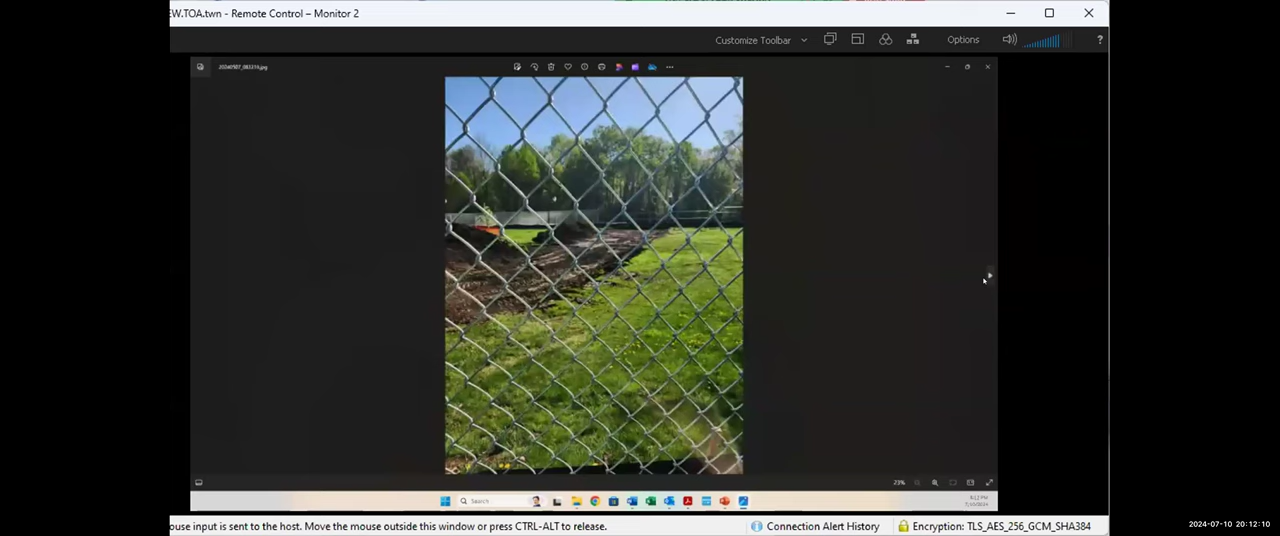 EW.TOA.twn - Remote Control – Monitor 2
Customize Toolbar
Options
?
23%
Search
ouse input is sent to the host. Move the mouse outside this window or press CTRL-ALT to release.
Connection Alert History
Encryption: TLS_AES_256_GCM_SHA384
2024-07-10 20:12:10